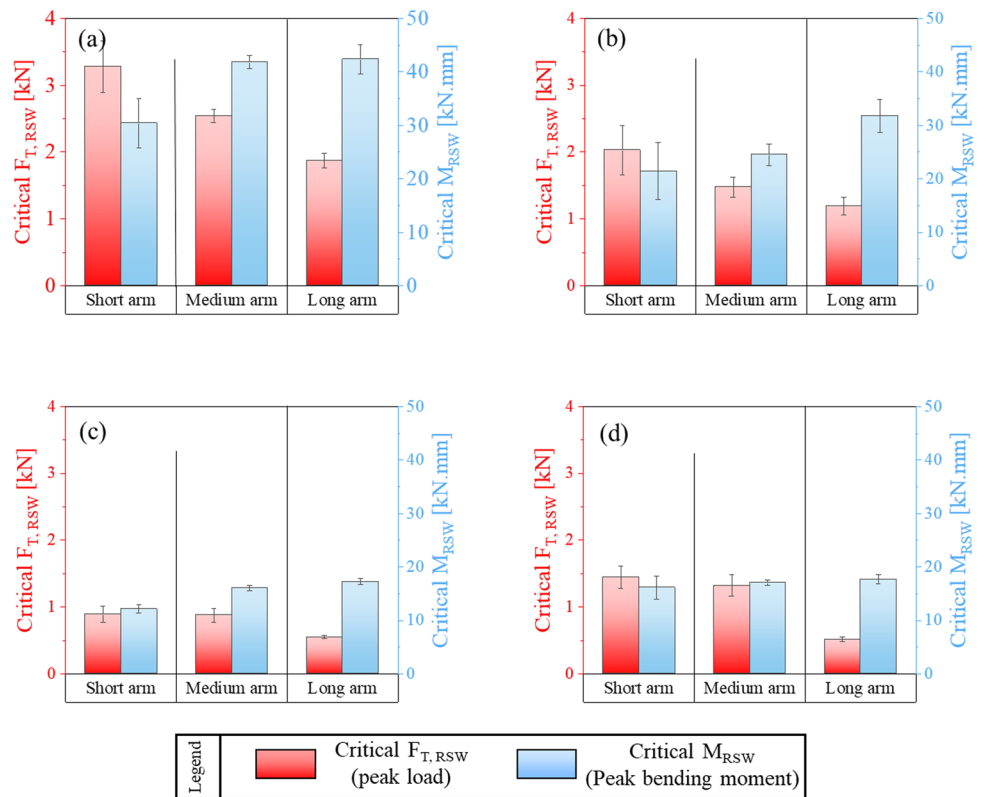 (a)
Critical F_T, RSW [kN]
4
3
2
1
0
Critical M_RSW [kN.mm]
50
40
30
20
10
0
Short arm
Medium arm
Long arm
(b)
Critical F_T, RSW [kN]
4
3
2
1
0
Critical M_RSW [kN.mm]
50
40
30
20
10
0
Short arm
Medium arm
Long arm
(c)
Critical F_T, RSW [kN]
4
3
2
1
0
Critical M_RSW [kN.mm]
50
40
30
20
10
0
Short arm
Medium arm
Long arm
(d)
Critical F_T, RSW [kN]
4
3
2
1
0
Critical M_RSW [kN.mm]
50
40
30
20
10
0
Short arm
Medium arm
Long arm
Legend
Critical F_T, RSW
(peak load)
Critical M_RSW
(Peak bending moment)